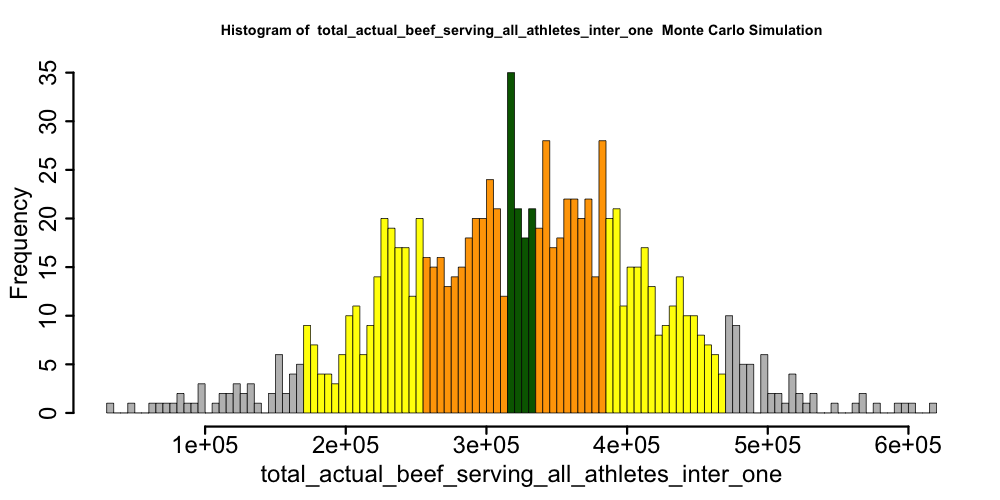 Histogram of  total_actual_beef_serving_all_athletes_inter_one  Monte Carlo Simulation
Frequency
35
30
25
20
15
10
5
0
1e+05 2e+05 3e+05 4e+05 5e+05 6e+05
total_actual_beef_serving_all_athletes_inter_one